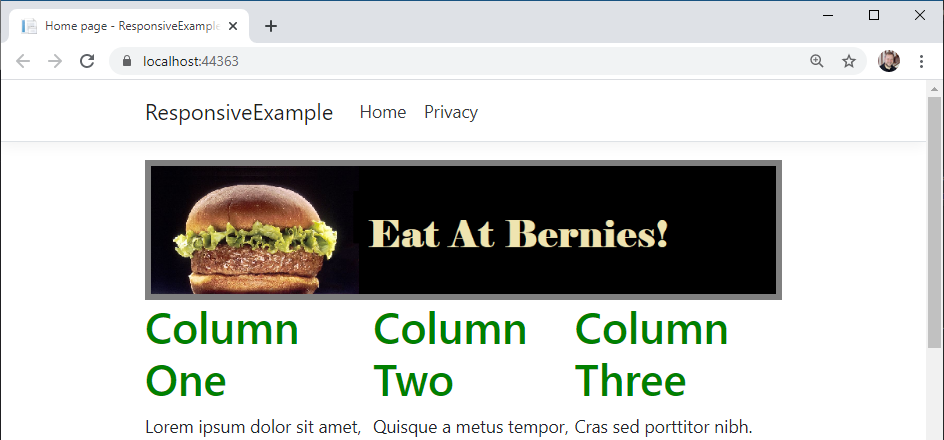 Home page - ResponsiveExample
localhost:44363
ResponsiveExample Home Privacy
Eat At Bernies!
Column
One
Column
Two
Column
Three
Lorem ipsum dolor sit amet,
Quisque a metus tempor,
Cras sed porttitor nibh.